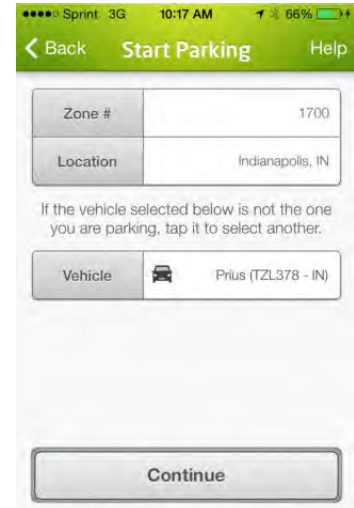 Sprint 3G 10:17 AM 66%
Back Start Parking Help
Zone # 1700
Location Indianapolis, IN
If the vehicle selected below is not the one
you are parking, tap it to select another.
Vehicle Prius (TZL378 - IN)
Continue